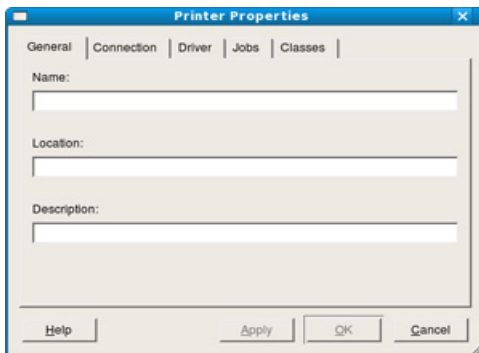 Printer Properties
General Connection Driver Jobs Classes
Name:
Location:
Description:
Help Apply OK Cancel